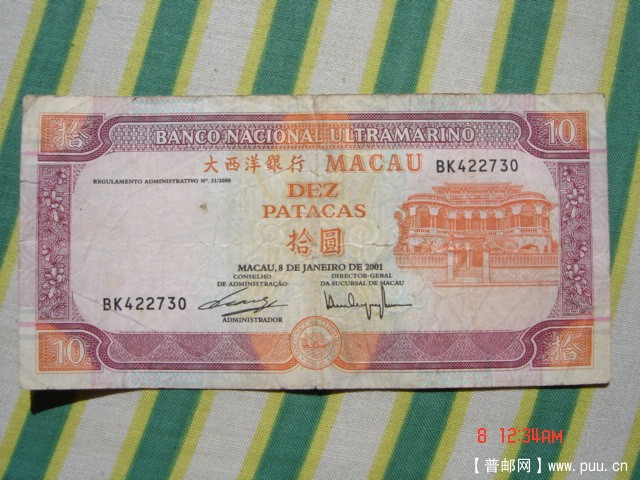 拾 BANCO NACIONAL ULTRAMARINO 10
大西洋銀行 MACAU BK422730
REGULAMENTO ADMINISTRATIVO Nº. 33/2000
DEZ
PATACAS
拾圓
MACAU, 8 DE JANEIRO DE 2001
CONSELHO DE ADMINISTRAÇÃO
DIRECTOR-GERAL DA SUCURSAL DE MACAU
BK422730
ADMINISTRADOR
10 拾
8 12:34AM
【普邮网】www.puu.cn